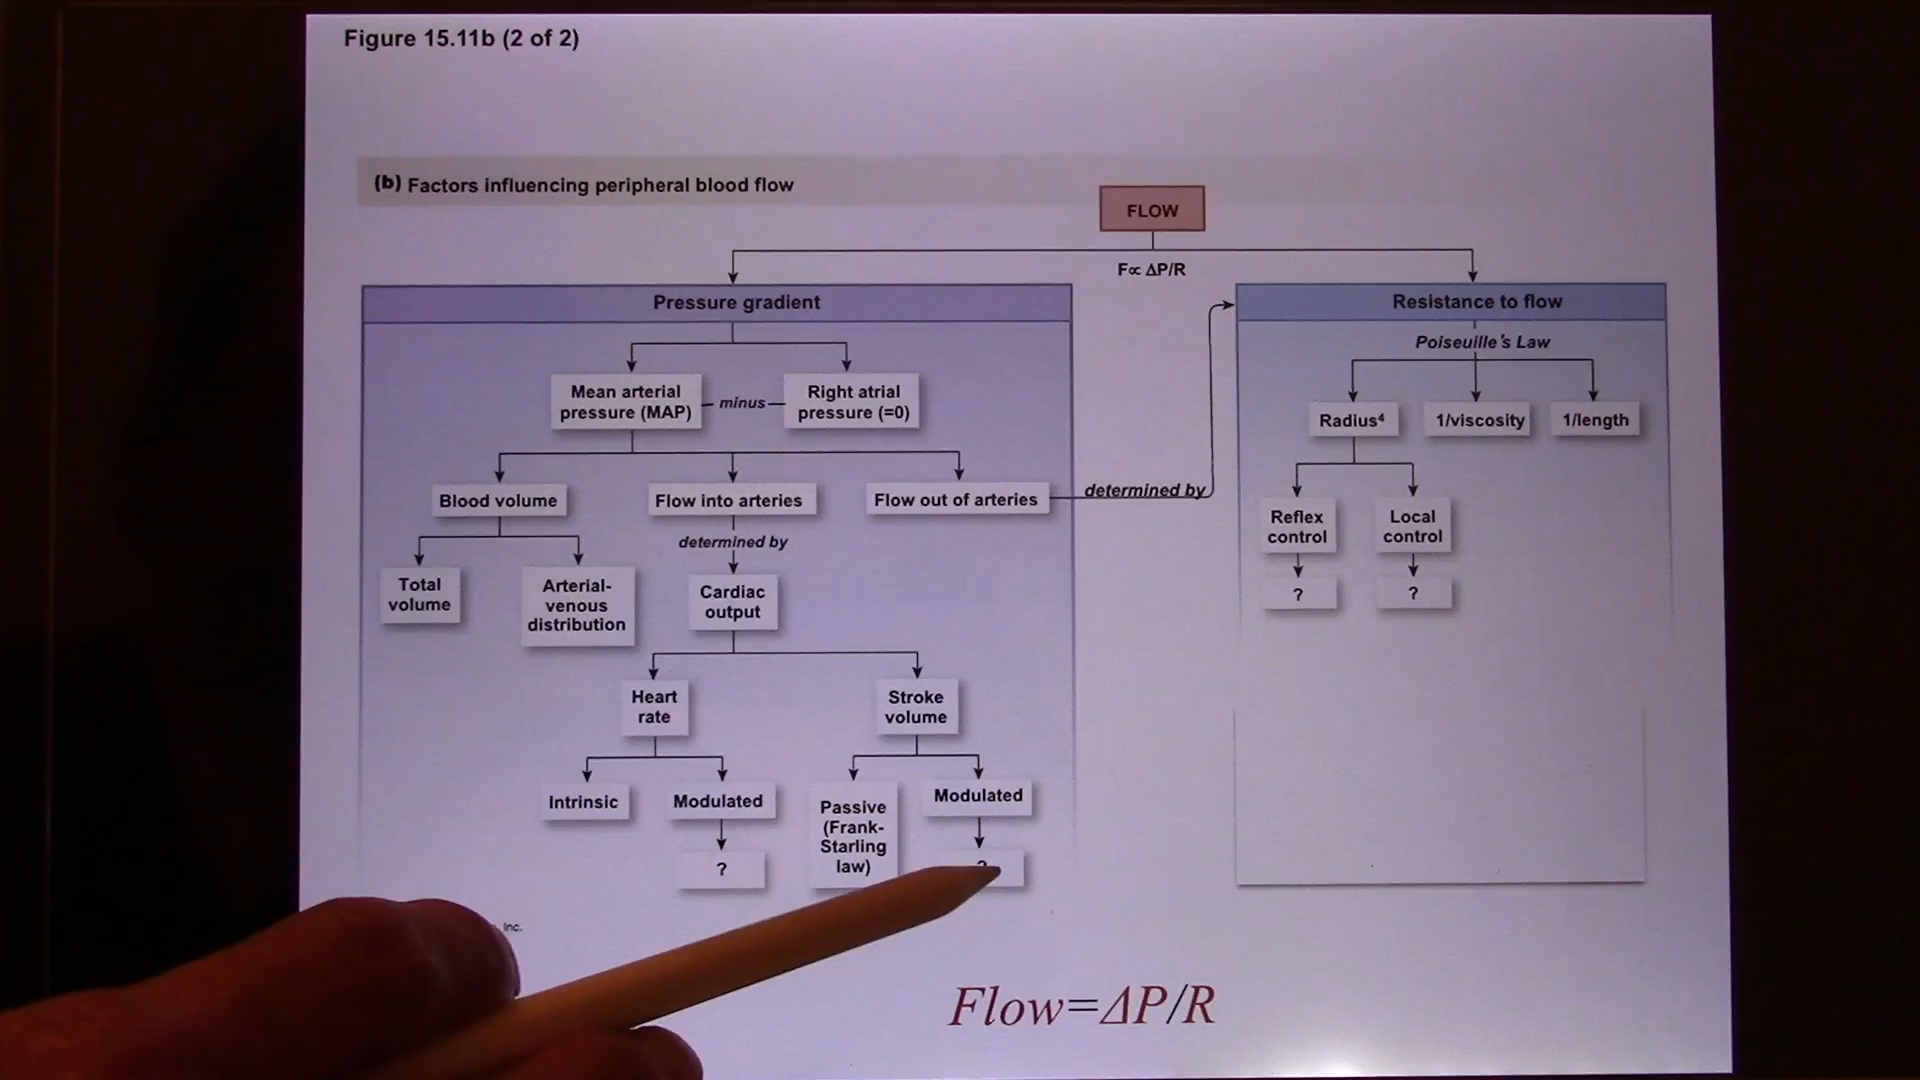 Figure 15.11b (2 of 2)
(b) Factors influencing peripheral blood flow
FLOW
F∝ ΔP/R
Pressure gradient
Mean arterial
pressure (MAP)
minus
Right atrial
pressure (=0)
Blood volume
Flow into arteries
Flow out of arteries
determined by
determined by
Total
volume
Arterial-
venous
distribution
Cardiac
output
Heart
rate
Stroke
volume
Intrinsic
Modulated
Passive
(Frank-
Starling
law)
Modulated
?
?
Resistance to flow
Poiseuille's Law
Radius⁴
1/viscosity
1/length
Reflex
control
Local
control
?
?
Inc.
Flow=ΔP/R